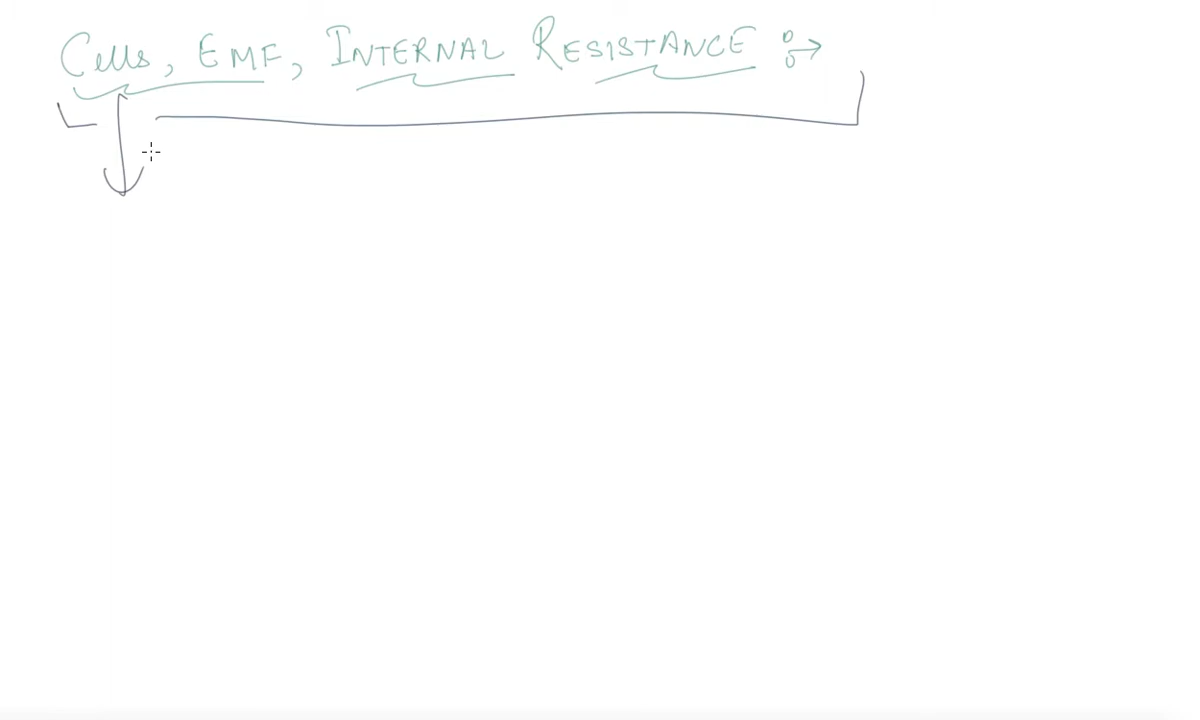 Cells, EMF, INTERNAL RESISTANCE :→